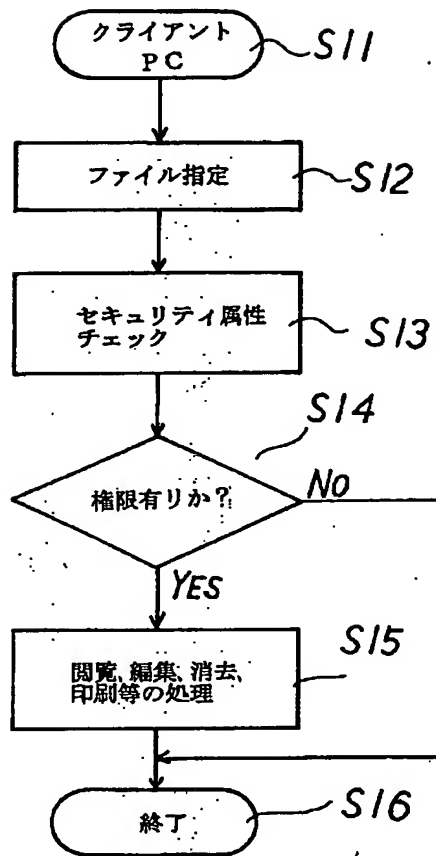 クライアント
PC
S11
ファイル指定
S12
セキュリティ属性
チェック
S13
S14
権限有りか?
NO
YES
閲覧、編集、消去、
印刷等の処理
S15
終了
S16